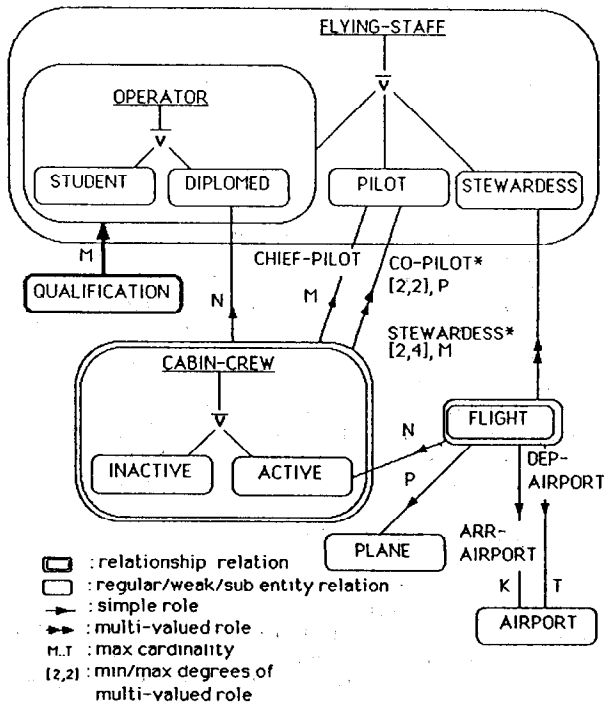 FLYING-STAFF
V
OPERATOR
V
STUDENT
DIPLOMED
PILOT
STEWARDESS
M
QUALIFICATION
N
CHIEF-PILOT
M
CO-PILOT*
[2,2], P
STEWARDESS*
[2,4], M
CABIN-CREW
V
INACTIVE
ACTIVE
N
FLIGHT
P
DEP-
AIRPORT
PLANE
ARR-
AIRPORT
K
T
AIRPORT
: relationship relation
: regular/weak/sub entity relation
: simple role
: multi-valued role
M..T : max cardinality
[2,2] : min/max degrees of
multi-valued role